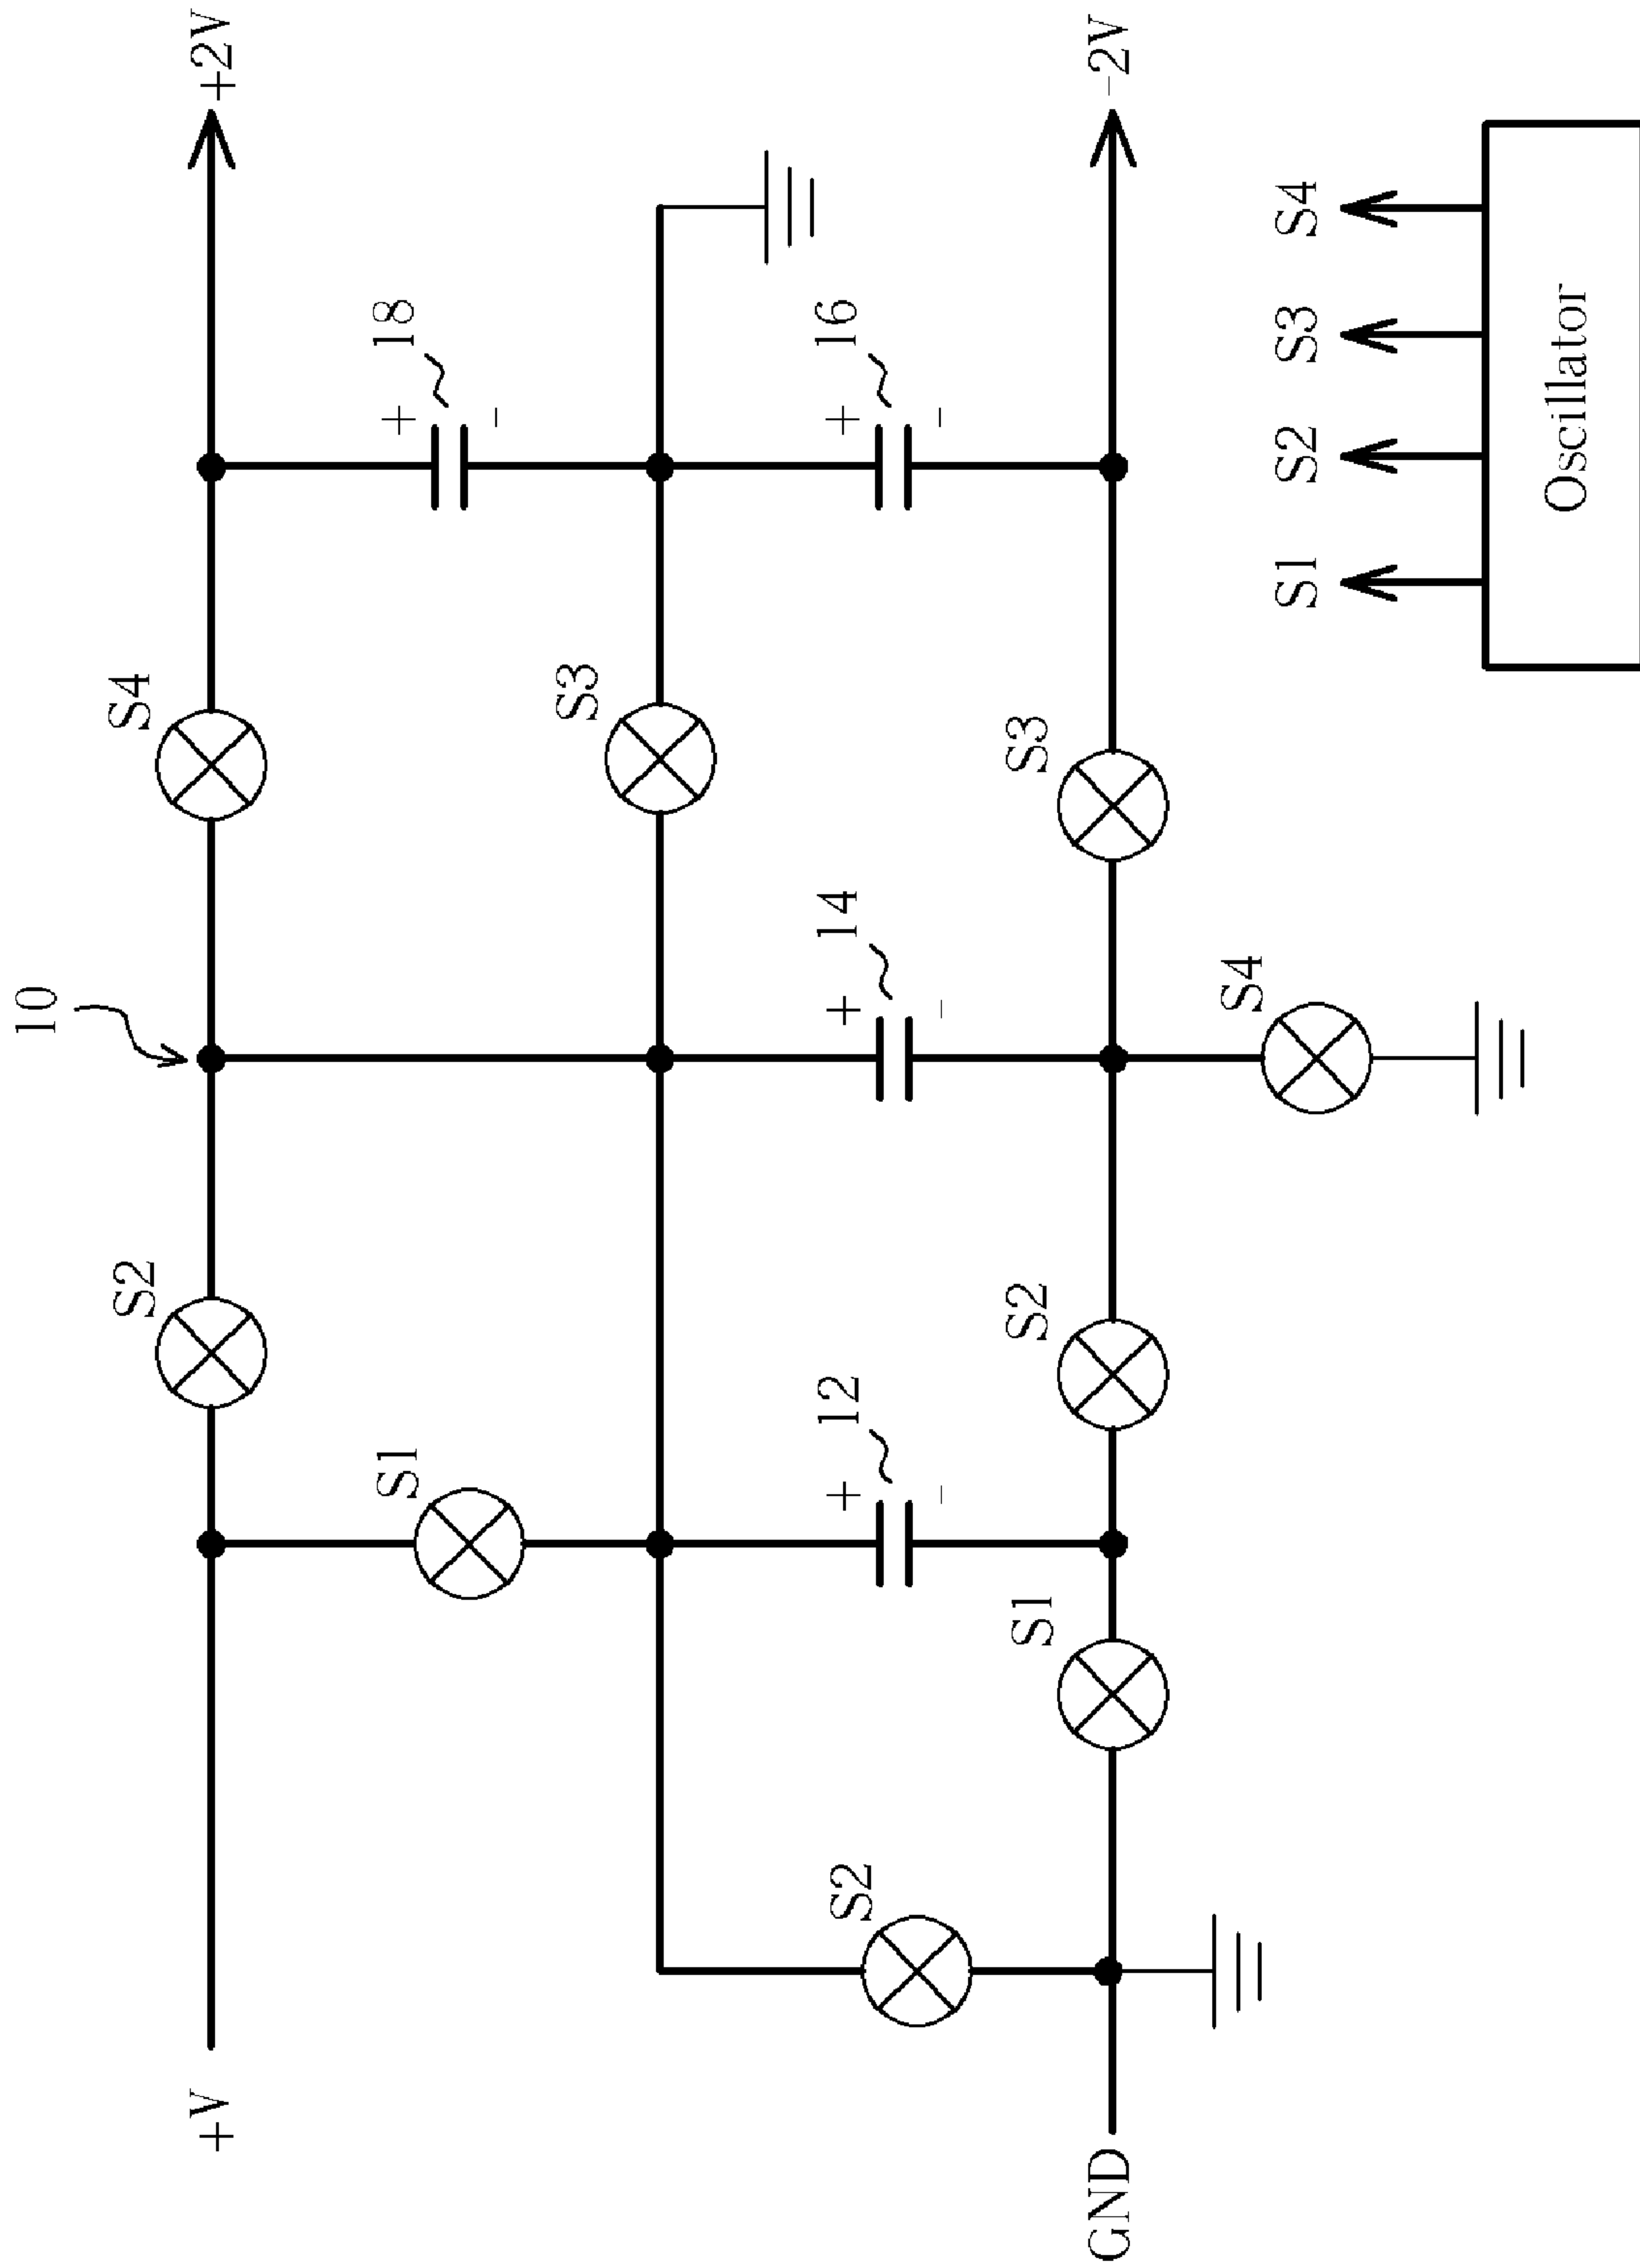 10
+V
S2
S4
+2V
S1
18
S3
S2
12
14
16
GND
S1
S2
S3
-2V
S4
S1
S2
S3
S4
Oscillator
+
-
+
-
+
-
+
-